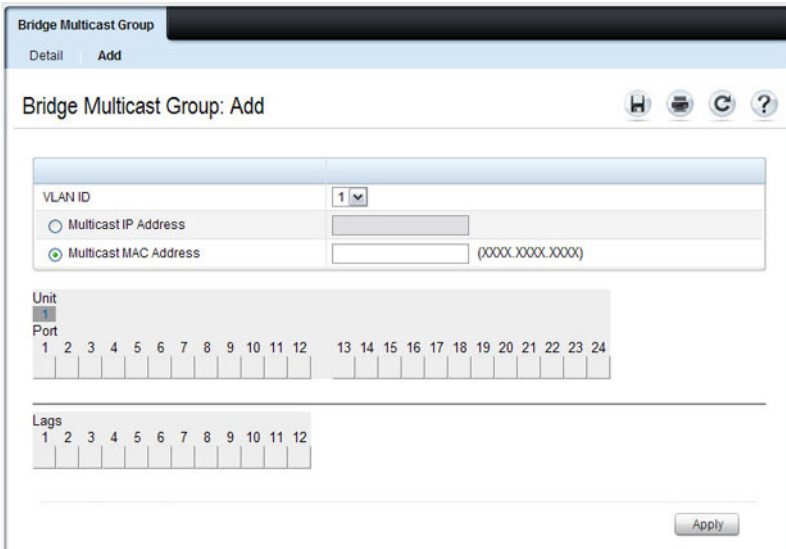 Bridge Multicast Group
Detail Add
Bridge Multicast Group: Add
?
VLAN ID 1
Multicast IP Address
Multicast MAC Address (XXXX.XXXX.XXXX)
Unit
1
Port
1 2 3 4 5 6 7 8 9 10 11 12 13 14 15 16 17 18 19 20 21 22 23 24
Lags
1 2 3 4 5 6 7 8 9 10 11 12
Apply